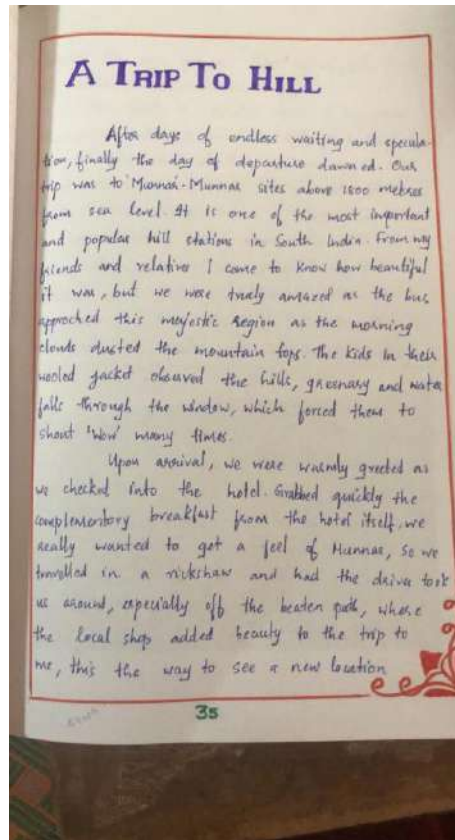 A TRIP TO HILL
After days of endless waiting and specula-
tion, finally the day of departure dawned. Our
trip was to Munnar. Munnar sites above 1800 metres
from sea level. It is one of the most important
and popular hill stations in South India. From my
friends and relatives I came to know how beautiful
it was, but we were truely amazed as the bus
approched this majestic region as the morning
clouds dusted the mountain tops. The kids in their
wooled jacket observed the hills, greenary and water
falls through the window, which forced them to
shout 'Wow' many times.
Upon arrival, we were warmly greeted as
we checked into the hotel. Grabbed quickly the
complementory breakfast from the hotel itself, we
really wanted to get a feel of Munnar, So we
travelled in a rickshaw and had the driver took
us around, especially off the beaten path, where
the local shop added beauty to the trip to
me, this the way to see a new location
35